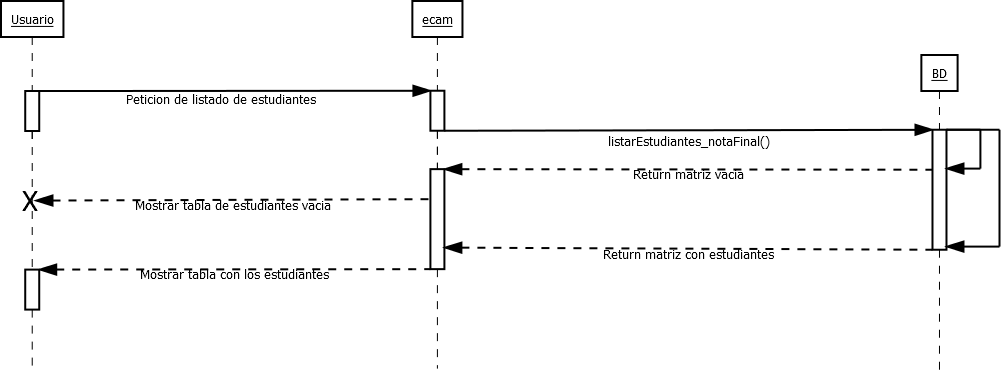 Usuario
ecam
BD
Peticion de listado de estudiantes
listarEstudiantes_notaFinal()
Return matriz vacia
Mostrar tabla de estudiantes vacia
Return matriz con estudiantes
Mostrar tabla con los estudiantes